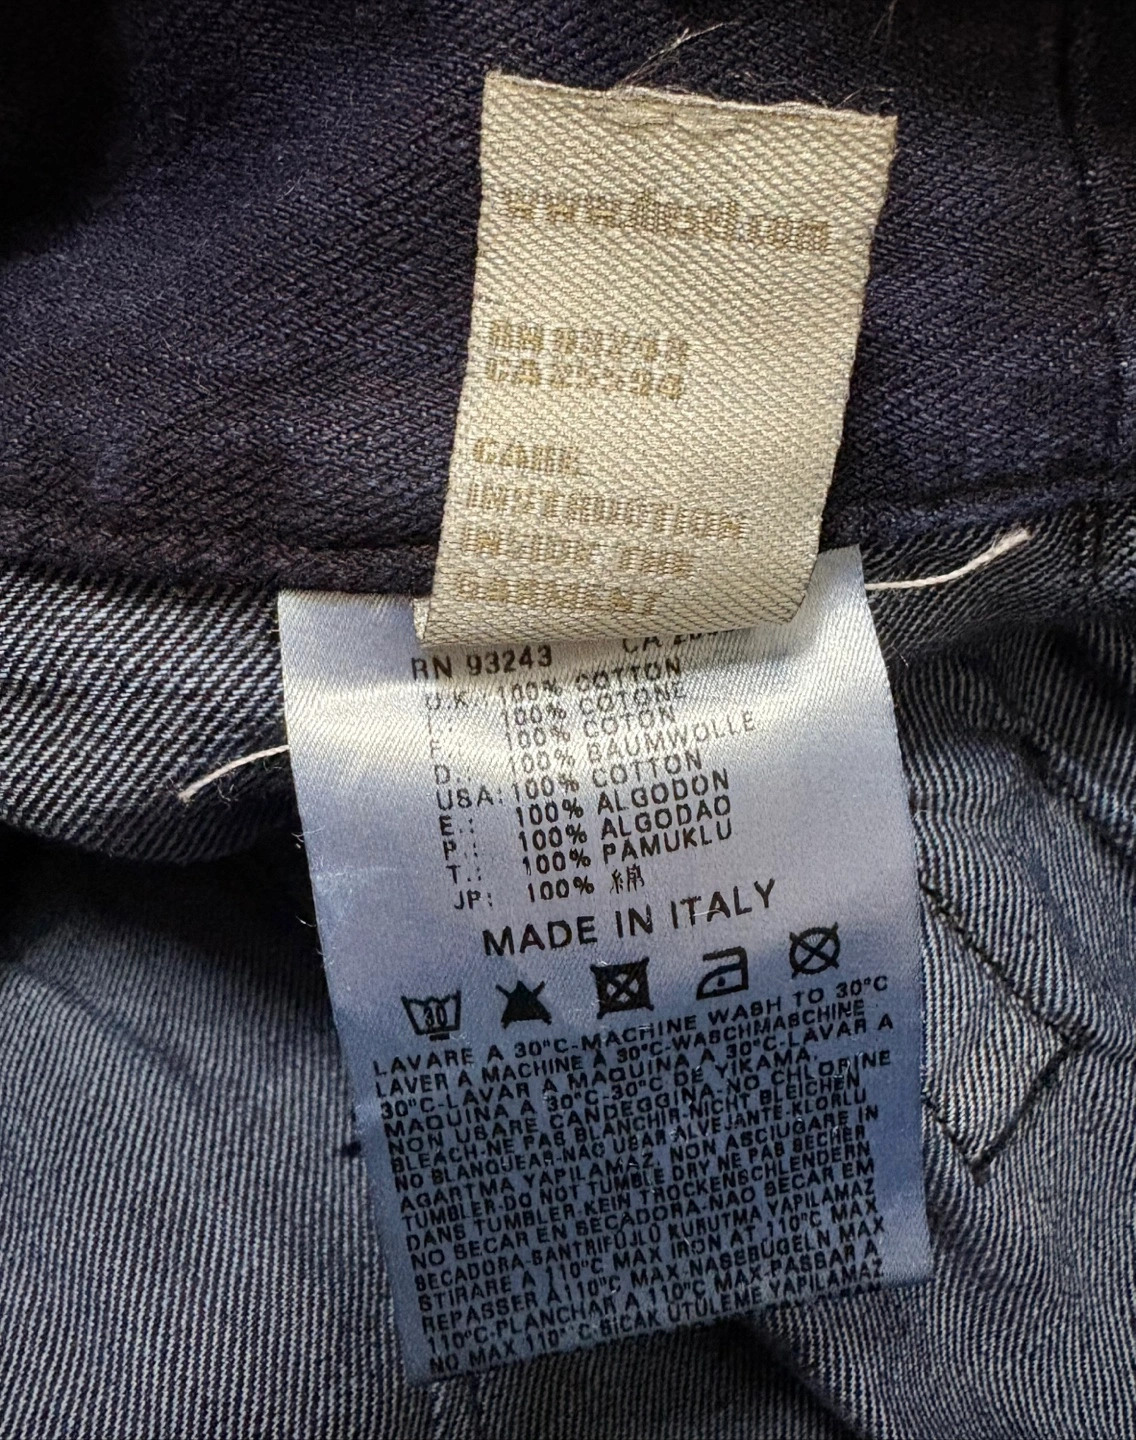 RN 93243
CARE
INSTRUCTION
INSIDE THE
GARMENT
RN 93243 CA
U.K.: 100% COTTON
I.: 100% COTONE
F.: 100% COTON
D.: 100% BAUMWOLLE
USA: 100% COTTON
E.: 100% ALGODON
P.: 100% ALGODAO
T.: 100% PAMUKLU
JP: 100% 綿
MADE IN ITALY
30
LAVARE A 30°C-MACHINE WASH TO 30°C
LAVER A MACHINE A 30°C-WASCHMASCHINE
30°C-LAVAR A MAQUINA A 30°C-LAVAR A
MAQUINA A 30°C-30°C DE YIKAMA.
NON USARE CANDEGGINA-NO CHLORINE
BLEACH-NE PAS BLANCHIR-NICHT BLEICHEN
NO BLANQUEAR-NAO USAR ALVEJANTE-KLORLU
AGARTMA YAPILAMAZ. NON ASCIUGARE IN
TUMBLER-DO NOT TUMBLE DRY NE PAS SECHER
DANS TUMBLER.KEIN TROCKENSCHLENDERN
NO SECAR EN SECADORA-NAO SECAR EM
SECADORA-SANTRIFÜJLO KURUTMA YAPILAMAZ
STIRARE A 110°C MAX IRON AT 110°C MAX
REPASSER A 110°C MAX-NASSBÜGELN MAX
110°C-PLANCHAR A 110°C MAX-PASSAR A
NO MAX 110°C-SICAK UTULEME YAPILAMAZ